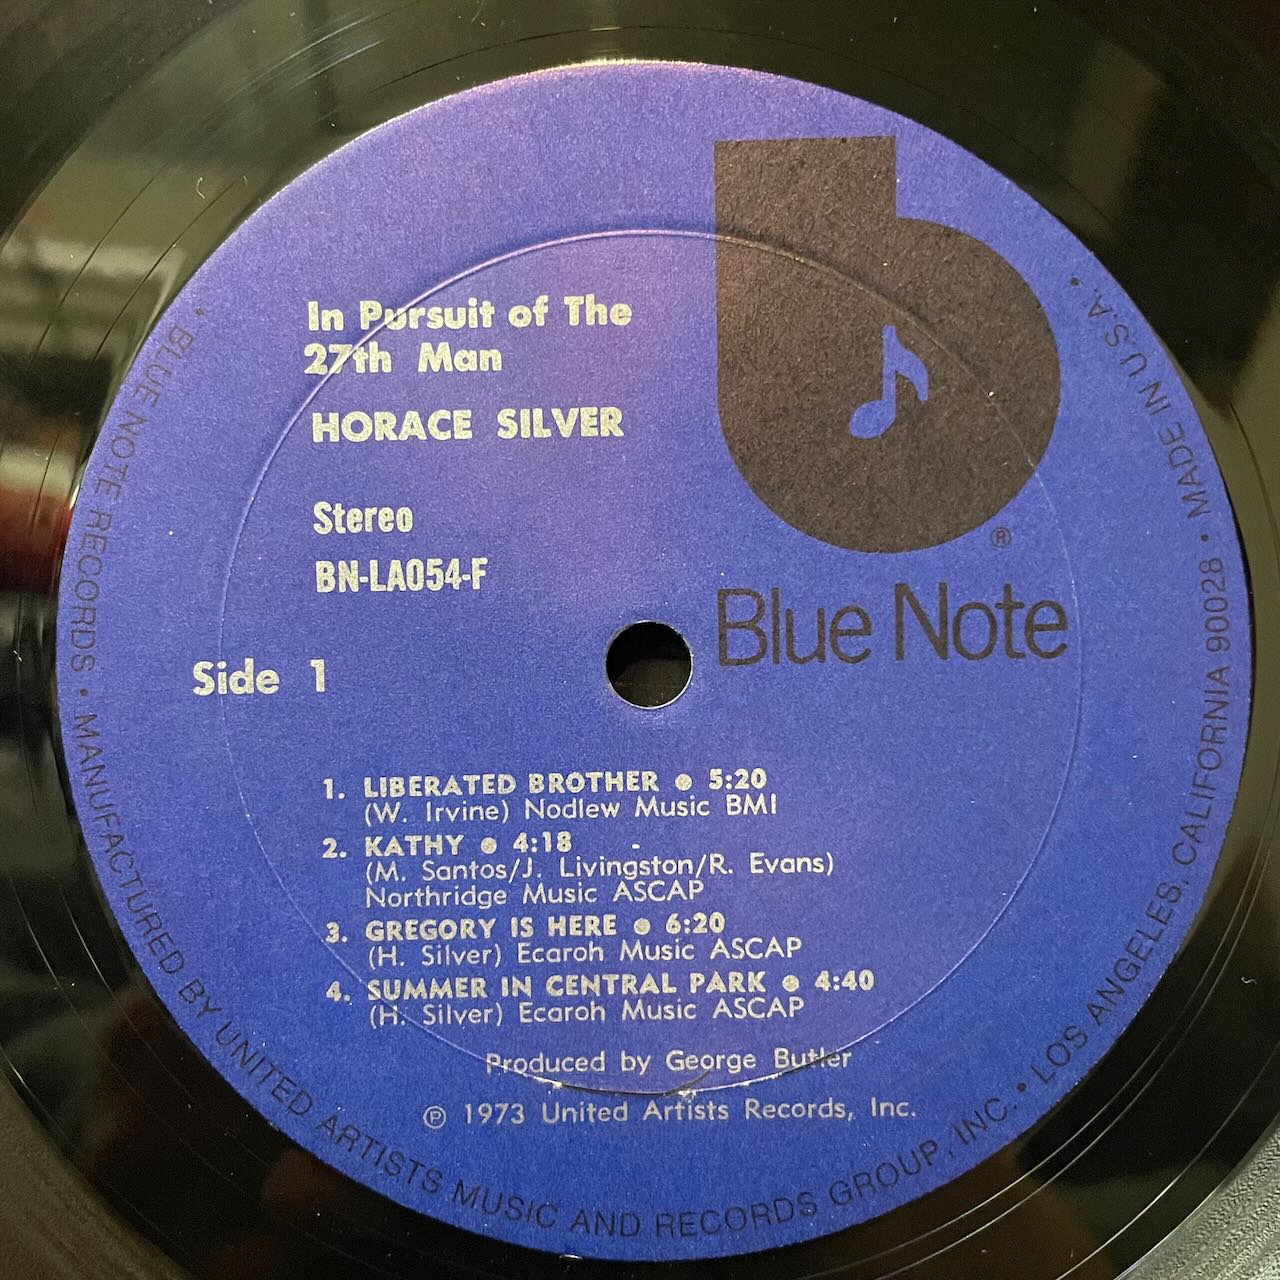 In Pursuit of The
27th Man
HORACE SILVER
Stereo
BN-LA054-F
Side 1
®
Blue Note
1. LIBERATED BROTHER ● 5:20
(W. Irvine) Nodlew Music BMI
2. KATHY ● 4:18
(M. Santos/J. Livingston/R. Evans)
Northridge Music ASCAP
3. GREGORY IS HERE ● 6:20
(H. Silver) Ecaroh Music ASCAP
4. SUMMER IN CENTRAL PARK ● 4:40
(H. Silver) Ecaroh Music ASCAP
Produced by George Butler
℗ 1973 United Artists Records, Inc.
• BLUE NOTE RECORDS • MANUFACTURED BY UNITED ARTISTS MUSIC AND RECORDS GROUP, INC. • LOS ANGELES, CALIFORNIA 90028 • MADE IN U.S.A. •